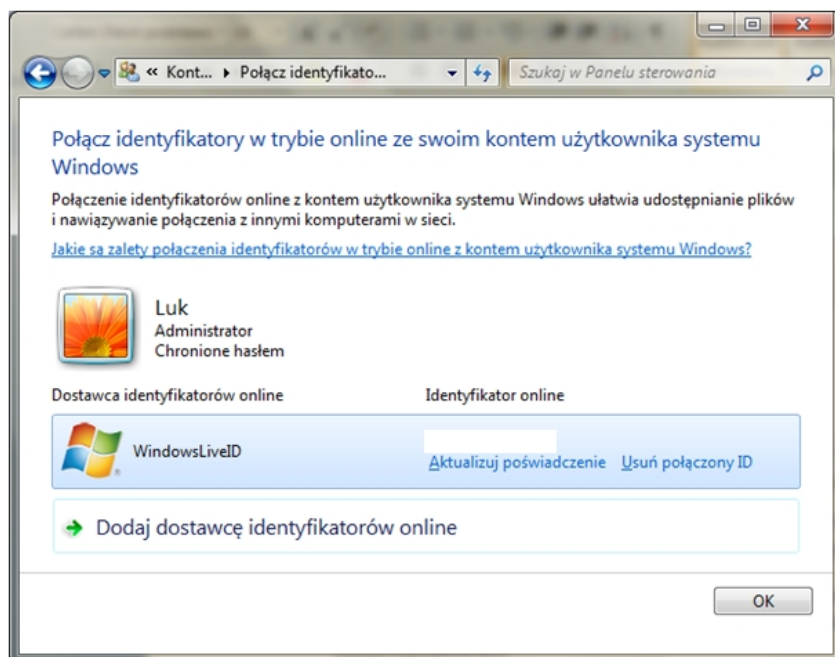 « Kont... ▸ Połącz identyfikato...
Szukaj w Panelu sterowania
Połącz identyfikatory w trybie online ze swoim kontem użytkownika systemu
Windows
Połączenie identyfikatorów online z kontem użytkownika systemu Windows ułatwia udostępnianie plików
i nawiązywanie połączenia z innymi komputerami w sieci.
Jakie są zalety połączenia identyfikatorów w trybie online z kontem użytkownika systemu Windows?
Luk
Administrator
Chronione hasłem
Dostawca identyfikatorów online Identyfikator online
WindowsLiveID
Aktualizuj poświadczenie Usuń połączony ID
Dodaj dostawcę identyfikatorów online
OK